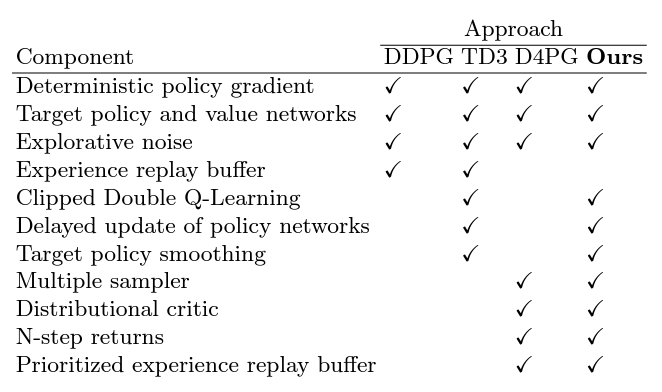 Approach
Component DDPG TD3 D4PG Ours
Deterministic policy gradient ✓ ✓ ✓ ✓
Target policy and value networks ✓ ✓ ✓ ✓
Explorative noise ✓ ✓ ✓ ✓
Experience replay buffer ✓ ✓
Clipped Double Q-Learning ✓ ✓
Delayed update of policy networks ✓ ✓
Target policy smoothing ✓ ✓
Multiple sampler ✓ ✓
Distributional critic ✓ ✓
N-step returns ✓ ✓
Prioritized experience replay buffer ✓ ✓